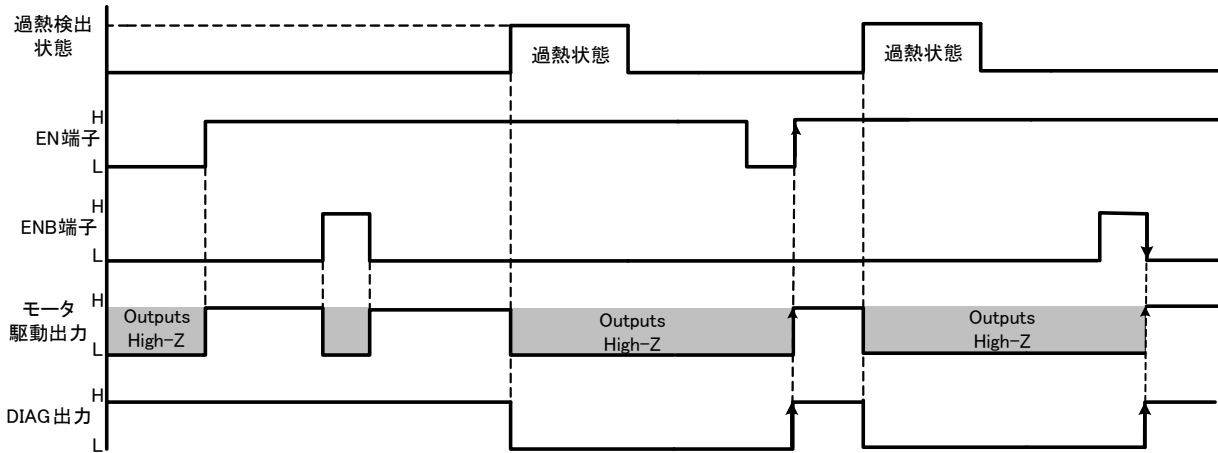 過熱検出
状態
過熱状態
過熱状態
H
EN端子
L
H
ENB端子
L
H
モータ
駆動出力
L
Outputs
High-Z
Outputs
High-Z
Outputs
High-Z
H
DIAG出力
L